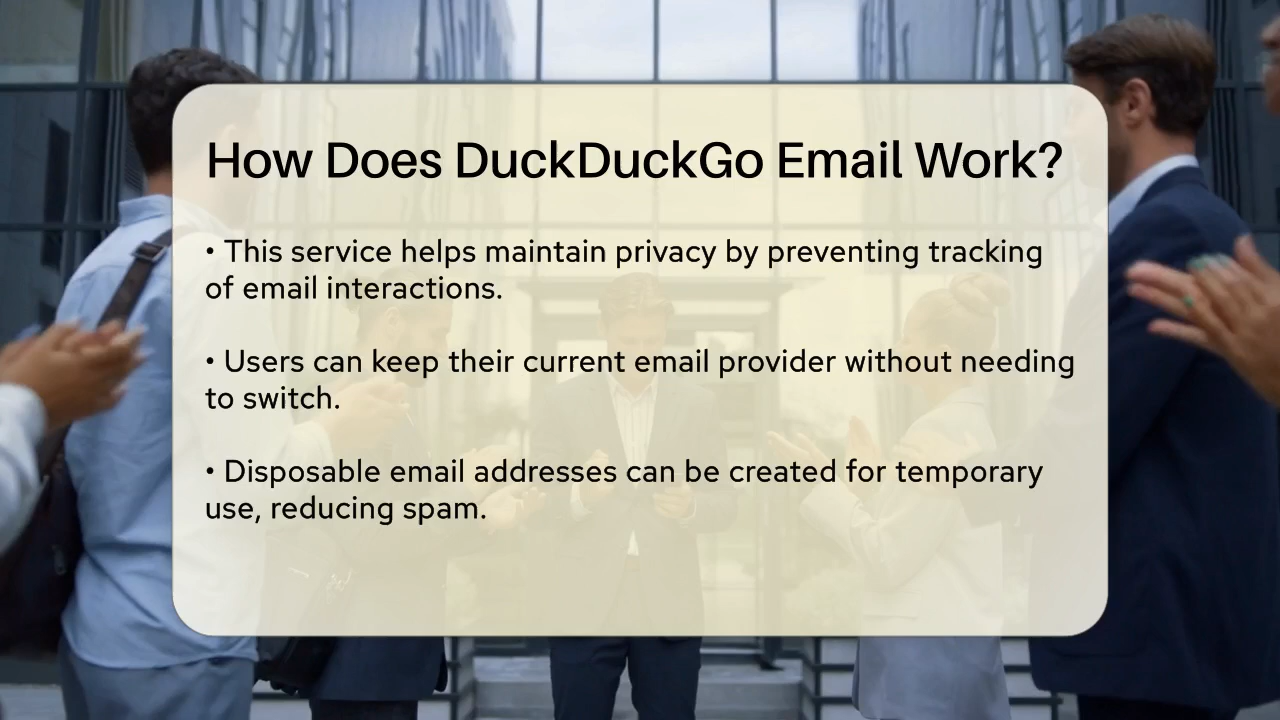 How Does DuckDuckGo Email Work?
• This service helps maintain privacy by preventing tracking
of email interactions.
• Users can keep their current email provider without needing
to switch.
• Disposable email addresses can be created for temporary
use, reducing spam.